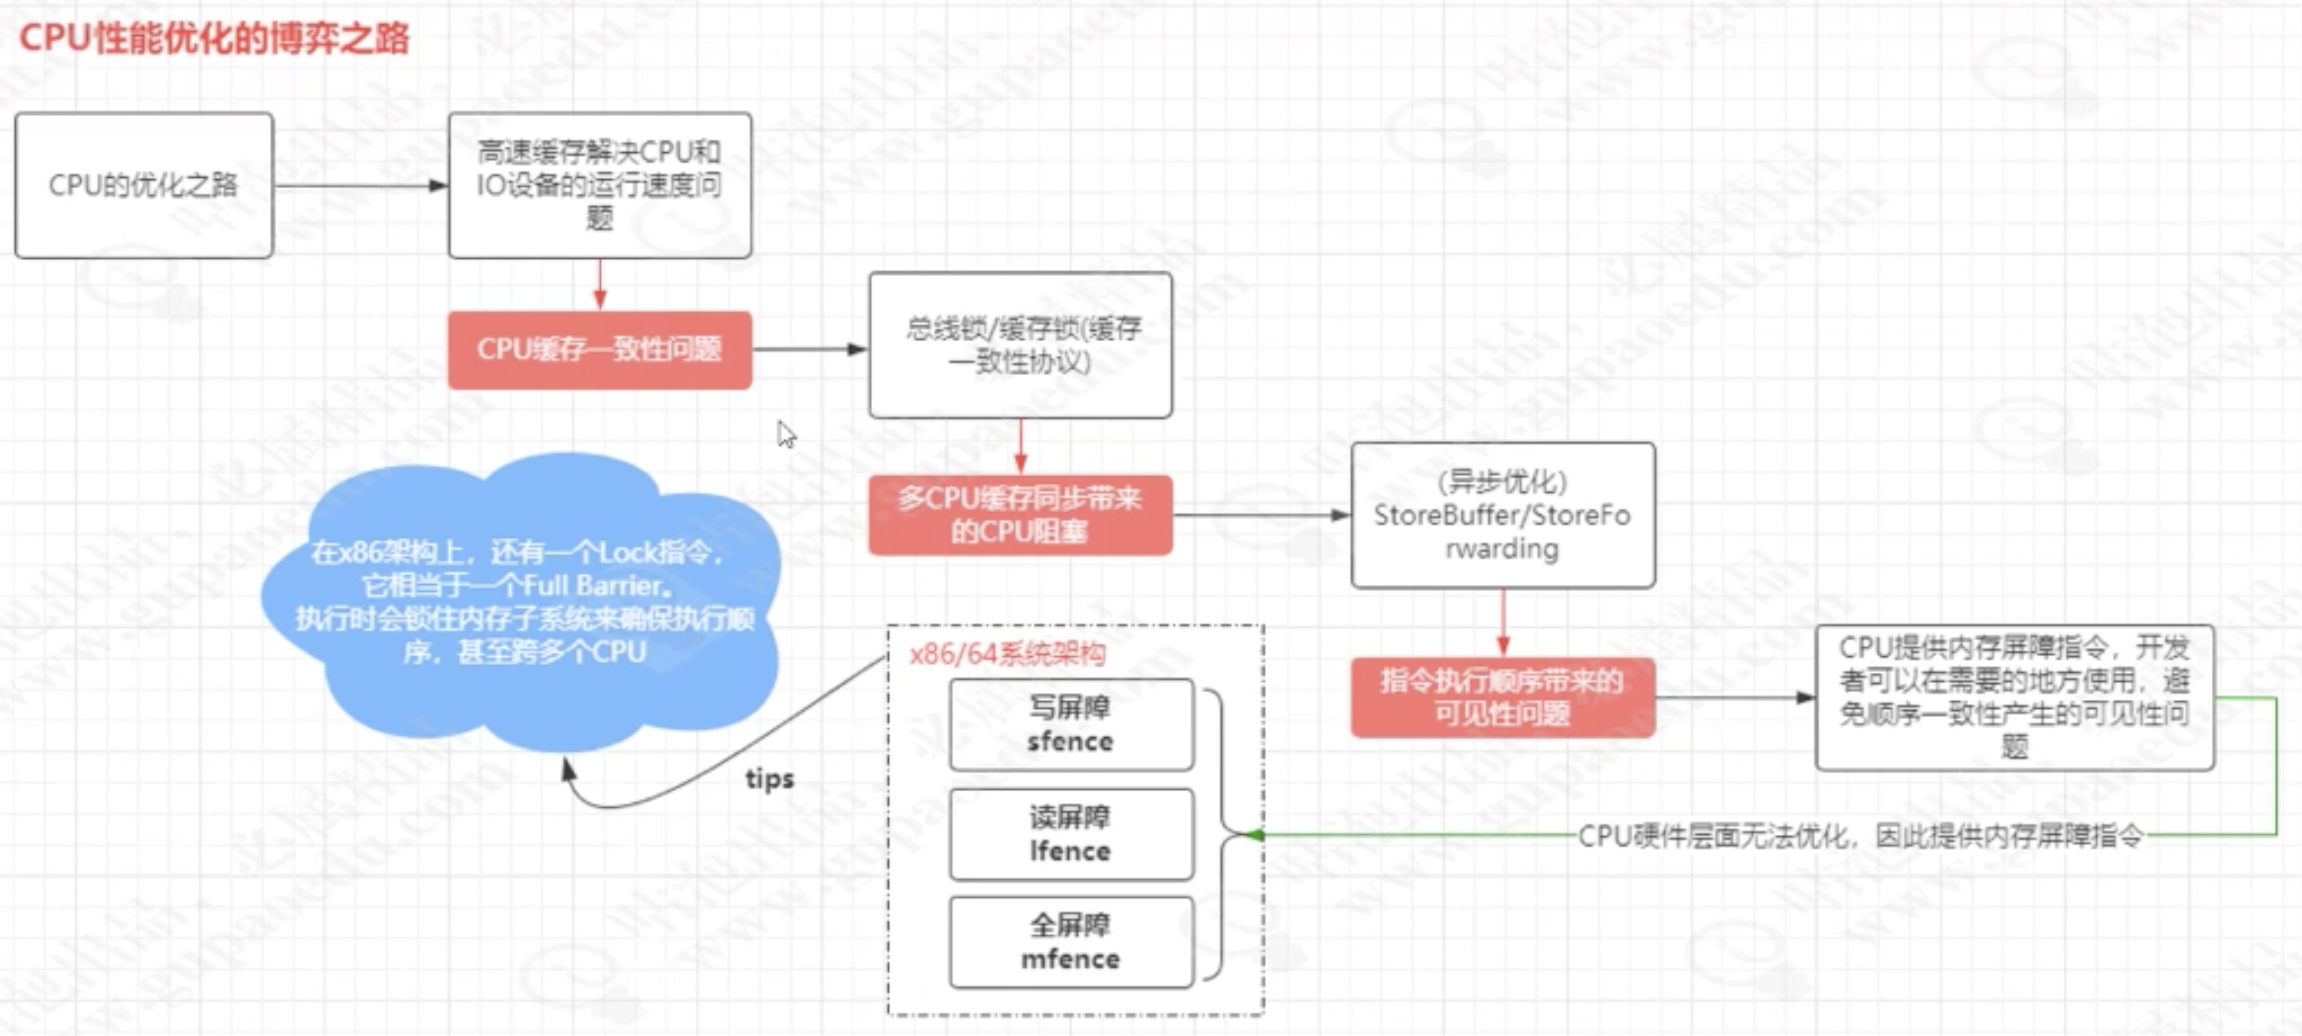 CPU性能优化的博弈之路
CPU的优化之路
高速缓存解决CPU和
IO设备的运行速度问
题
CPU缓存一致性问题
总线锁/缓存锁(缓存
一致性协议)
多CPU缓存同步带来
的CPU阻塞
(异步优化)
StoreBuffer/StoreFo
rwarding
指令执行顺序带来的
可见性问题
CPU提供内存屏障指令，开发
者可以在需要的地方使用，避
免顺序一致性产生的可见性问
题
CPU硬件层面无法优化，因此提供内存屏障指令
x86/64系统架构
写屏障
sfence
读屏障
lfence
全屏障
mfence
tips
在x86架构上，还有一个Lock指令，
它相当于一个Full Barrier。
执行时会锁住内存子系统来确保执行顺
序，甚至跨多个CPU